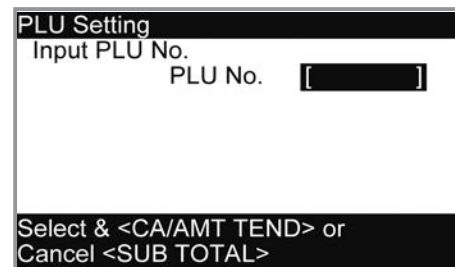 PLU Setting
Input PLU No.
PLU No. [ ]
Select & <CA/AMT TEND> or
Cancel <SUB TOTAL>